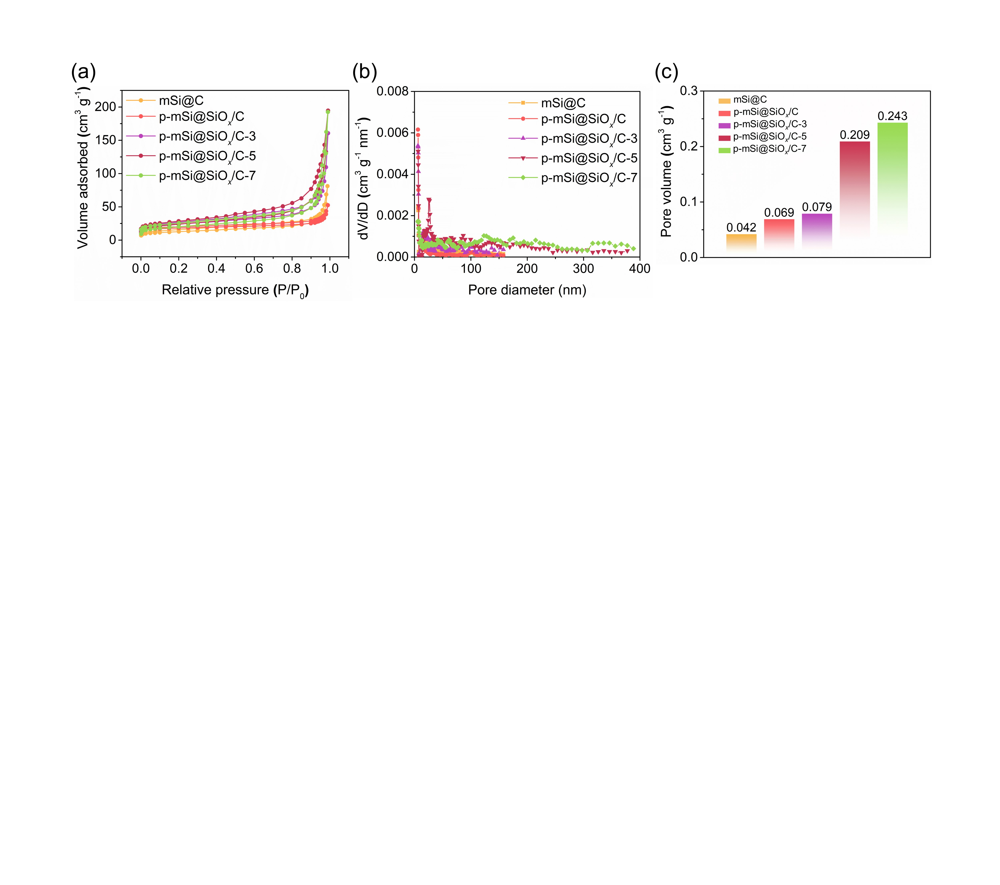 (a)
Volume adsorbed (cm³ g⁻¹)
200
150
100
50
0
mSi@C
p-mSi@SiOₓ/C
p-mSi@SiOₓ/C-3
p-mSi@SiOₓ/C-5
p-mSi@SiOₓ/C-7
0.0 0.2 0.4 0.6 0.8 1.0
Relative pressure (P/P₀)
(b)
dV/dD (cm³ g⁻¹ nm⁻¹)
0.008
0.006
0.004
0.002
0.000
mSi@C
p-mSi@SiOₓ/C
p-mSi@SiOₓ/C-3
p-mSi@SiOₓ/C-5
p-mSi@SiOₓ/C-7
0 100 200 300 400
Pore diameter (nm)
(c)
Pore volume (cm³ g⁻¹)
0.3
0.2
0.1
0.0
mSi@C
p-mSi@SiOₓ/C
p-mSi@SiOₓ/C-3
p-mSi@SiOₓ/C-5
p-mSi@SiOₓ/C-7
0.042
0.069
0.079
0.209
0.243